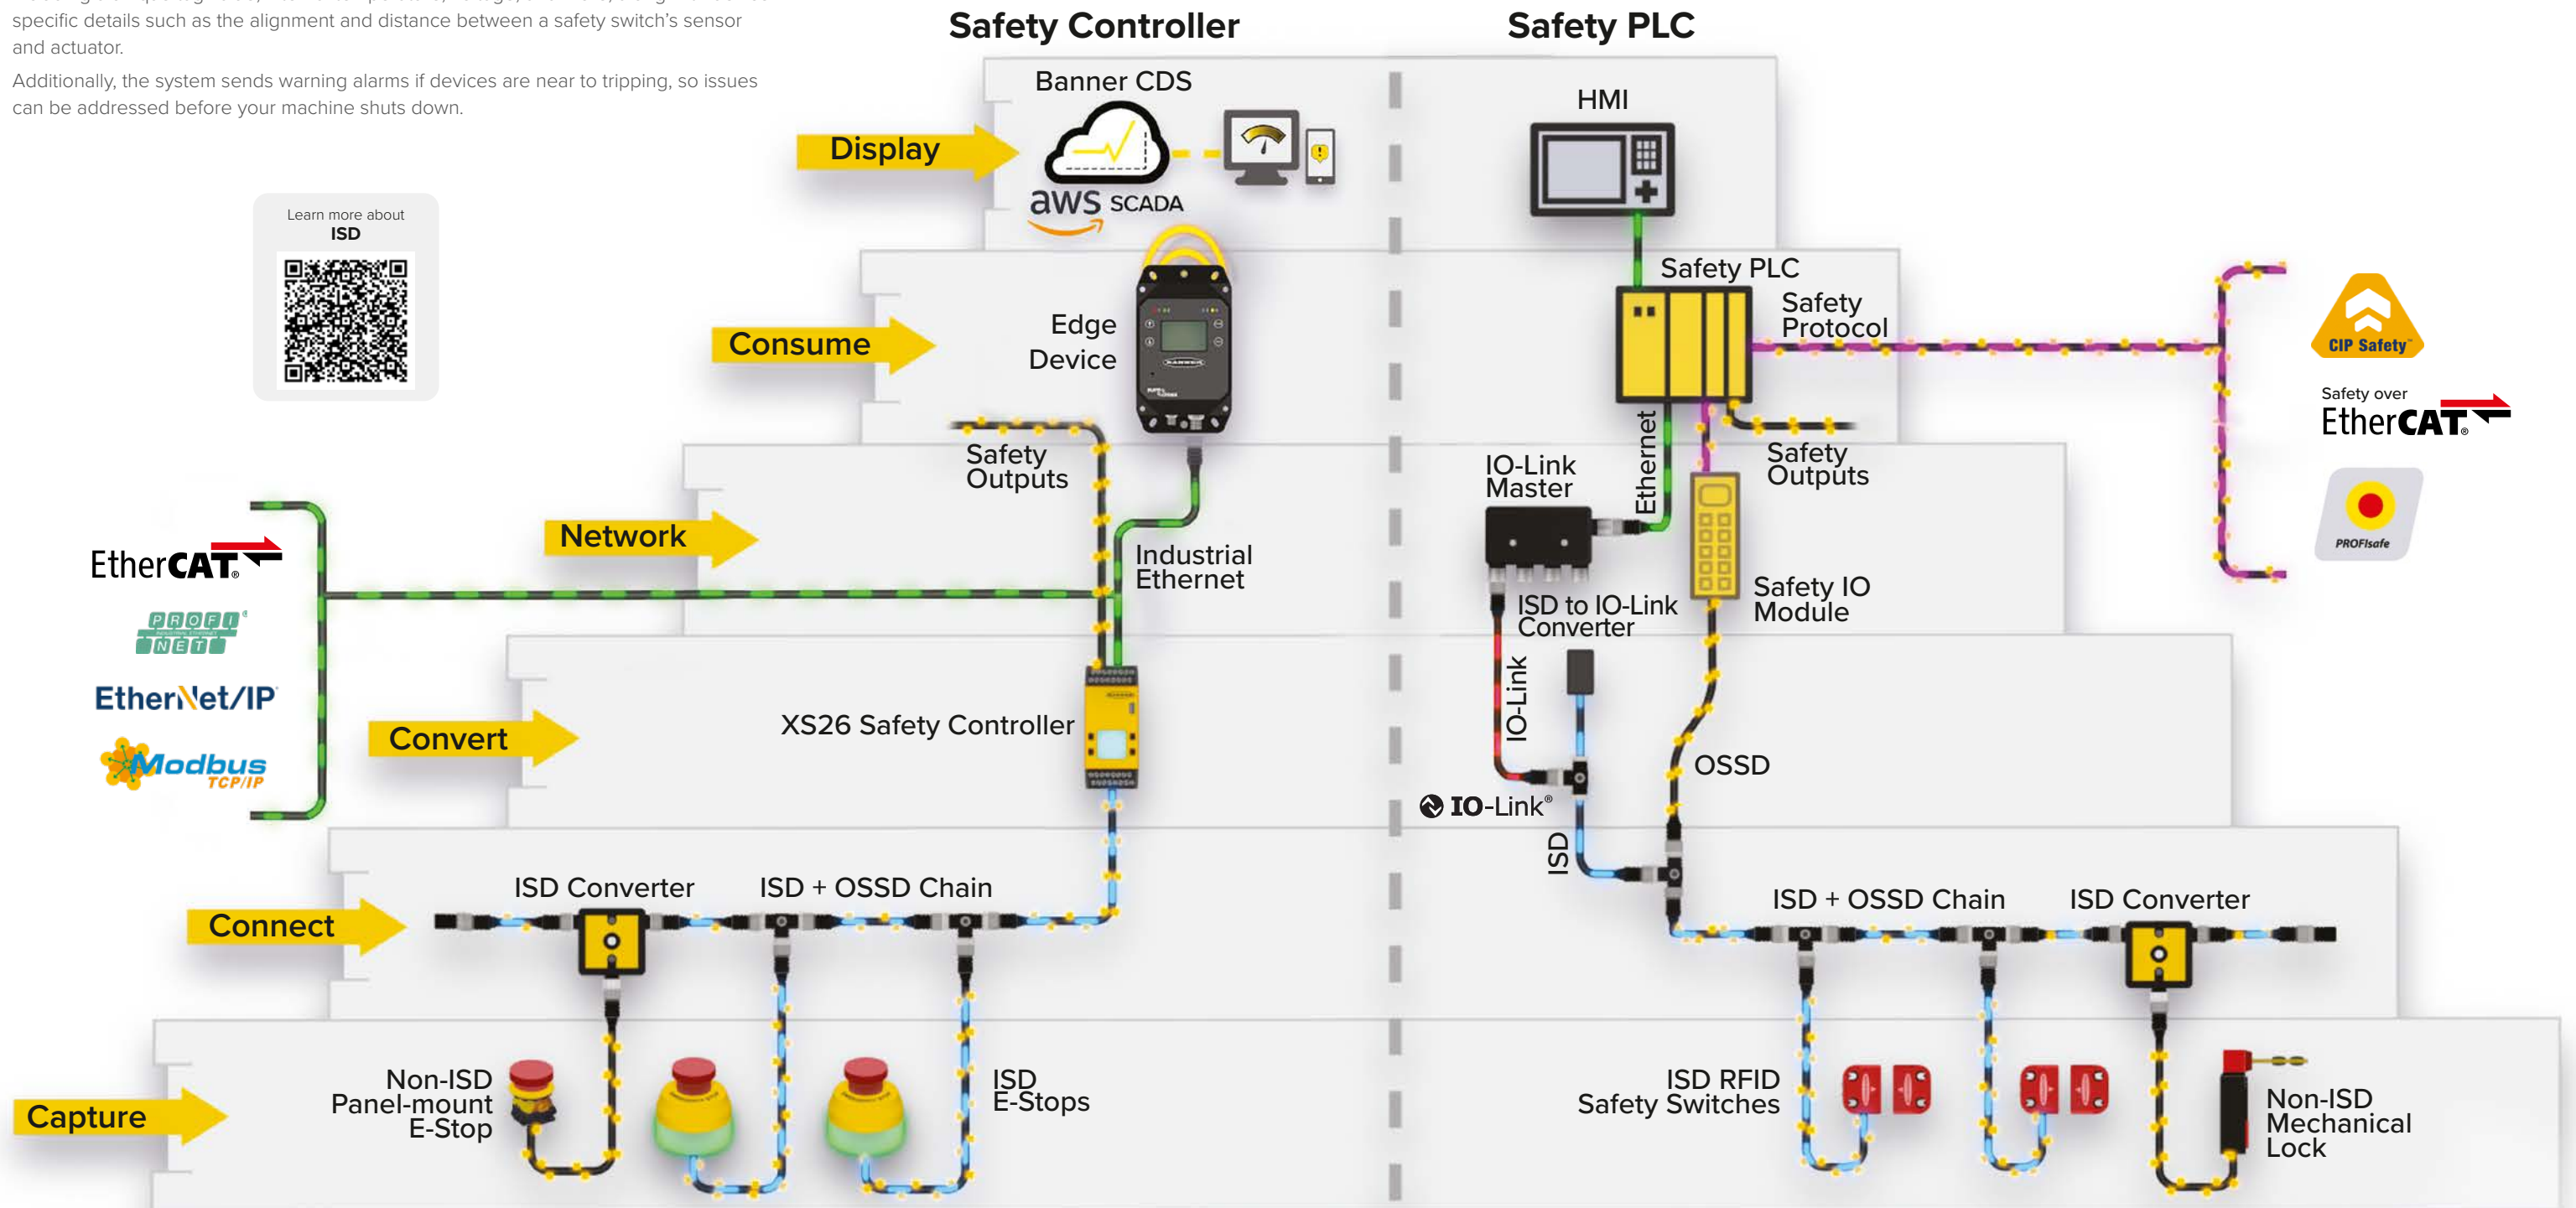 specific details such as the alignment and distance between a safety switch's sensor
and actuator.
Additionally, the system sends warning alarms if devices are near to tripping, so issues
can be addressed before your machine shuts down.
Learn more about
ISD
Safety Controller
Safety PLC
Display
Banner CDS
aws SCADA
HMI
Consume
Edge
Device
Safety PLC
Safety
Protocol
CIP Safety™
Safety over
EtherCAT®
PROFIsafe
Network
Safety
Outputs
Industrial
Ethernet
IO-Link
Master
Ethernet
Safety
Outputs
Safety IO
Module
EtherCAT®
PROFI®
INDUSTRIAL ETHERNET
NET
EtherNet/IP
Modbus
TCP/IP
Convert
XS26 Safety Controller
ISD to IO-Link
Converter
IO-Link
IO-Link®
OSSD
ISD
Connect
ISD Converter
ISD + OSSD Chain
ISD + OSSD Chain
ISD Converter
Capture
Non-ISD
Panel-mount
E-Stop
ISD
E-Stops
ISD RFID
Safety Switches
Non-ISD
Mechanical
Lock
BANNER